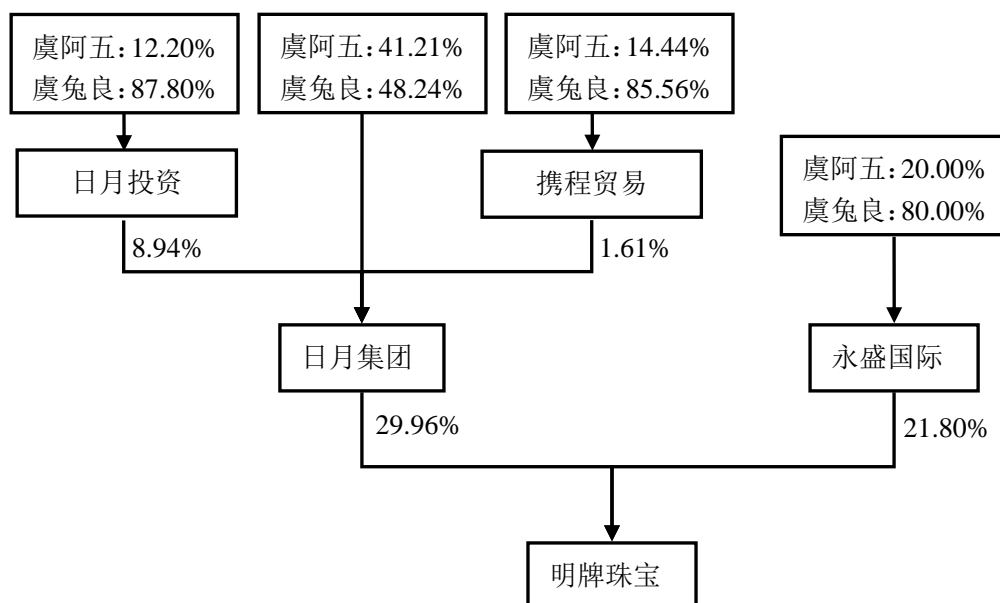 虞阿五：12.20%
虞兔良：87.80%
虞阿五：41.21%
虞兔良：48.24%
虞阿五：14.44%
虞兔良：85.56%
日月投资
携程贸易
虞阿五：20.00%
虞兔良：80.00%
8.94%
1.61%
日月集团
永盛国际
29.96%
21.80%
明牌珠宝